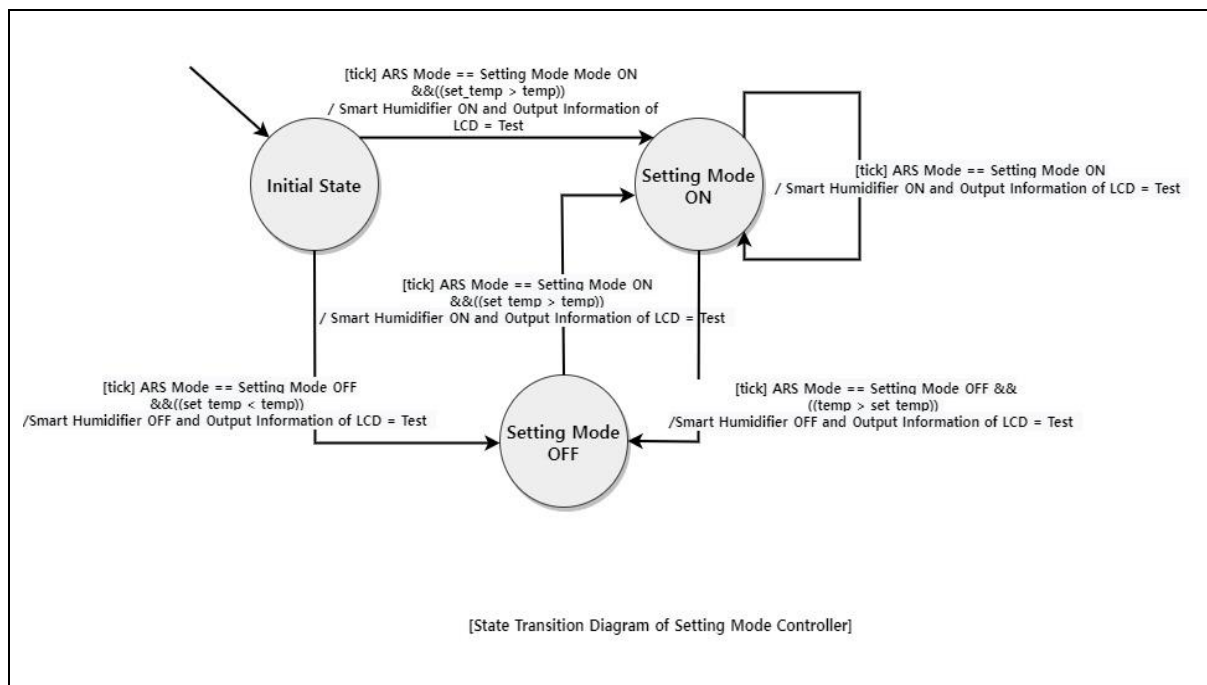 [tick] ARS Mode == Setting Mode Mode ON
&&((set_temp > temp))
/ Smart Humidifier ON and Output Information of
LCD = Test
Initial State
Setting Mode
ON
[tick] ARS Mode == Setting Mode ON
/ Smart Humidifier ON and Output Information of LCD = Test
[tick] ARS Mode == Setting Mode ON
&&((set temp > temp))
/ Smart Humidifier ON and Output Information of LCD = Test
[tick] ARS Mode == Setting Mode OFF
&&((set temp < temp))
/Smart Humidifier OFF and Output Information of LCD = Test
[tick] ARS Mode == Setting Mode OFF &&
((temp > set temp))
/Smart Humidifier OFF and Output Information of LCD = Test
Setting Mode
OFF
[State Transition Diagram of Setting Mode Controller]